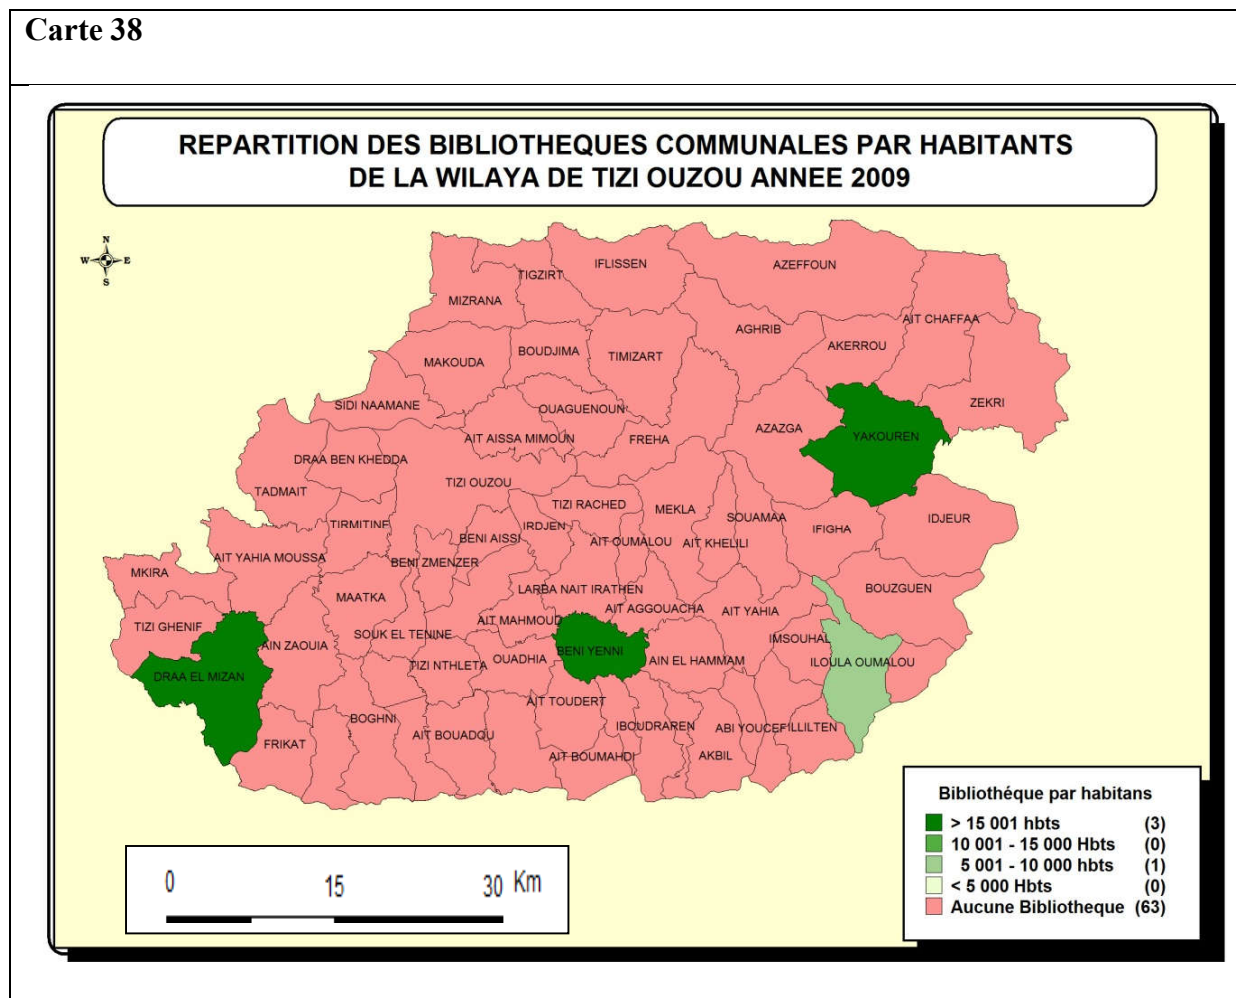 Carte 38
REPARTITION DES BIBLIOTHEQUES COMMUNALES PAR HABITANTS
DE LA WILAYA DE TIZI OUZOU ANNEE 2009
N
W E
S
IFLISSEN
AZEFFOUN
TIGZIRT
MIZRANA
AIT CHAFFAA
AGHRIB
AKERROU
BOUDJIMA
TIMIZART
MAKOUDA
ZEKRI
SIDI NAAMANE
OUAGUENOUN
AZAZGA
YAKOUREN
AIT AISSA MIMOUN
FREHA
DRAA BEN KHEDDA
TIZI OUZOU
TADMAIT
TIZI RACHED
MEKLA
SOUAMAA
IDJEUR
TIRMITINE
IRDJEN
IFIGHA
BENI AISSI
AIT OUMALOU
AIT KHELILI
AIT YAHIA MOUSSA
BENI ZMENZER
MKIRA
LARBA NAIT IRATHEN
BOUZGUEN
MAATKA
AIT AGGOUACHA
AIT YAHIA
TIZI GHENIF
AIT MAHMOUD
SOUK EL TENINE
IMSOUHAL
AIN ZAOUIA
BENI YENNI
OUADHIA
AIN EL HAMMAM
ILOULA OUMALOU
TIZI NTHLETA
DRAA EL MIZAN
AIT TOUDERT
BOGHNI
IBOUDRAREN
ABI YOUCEF
ILLILTEN
AIT BOUADQU
FRIKAT
AIT BOUMAHDI
AKBIL
Bibliothéque par habitans
> 15 001 hbts (3)
10 001 - 15 000 Hbts (0)
5 001 - 10 000 hbts (1)
< 5 000 Hbts (0)
Aucune Bibliotheque (63)
0 15 30 Km